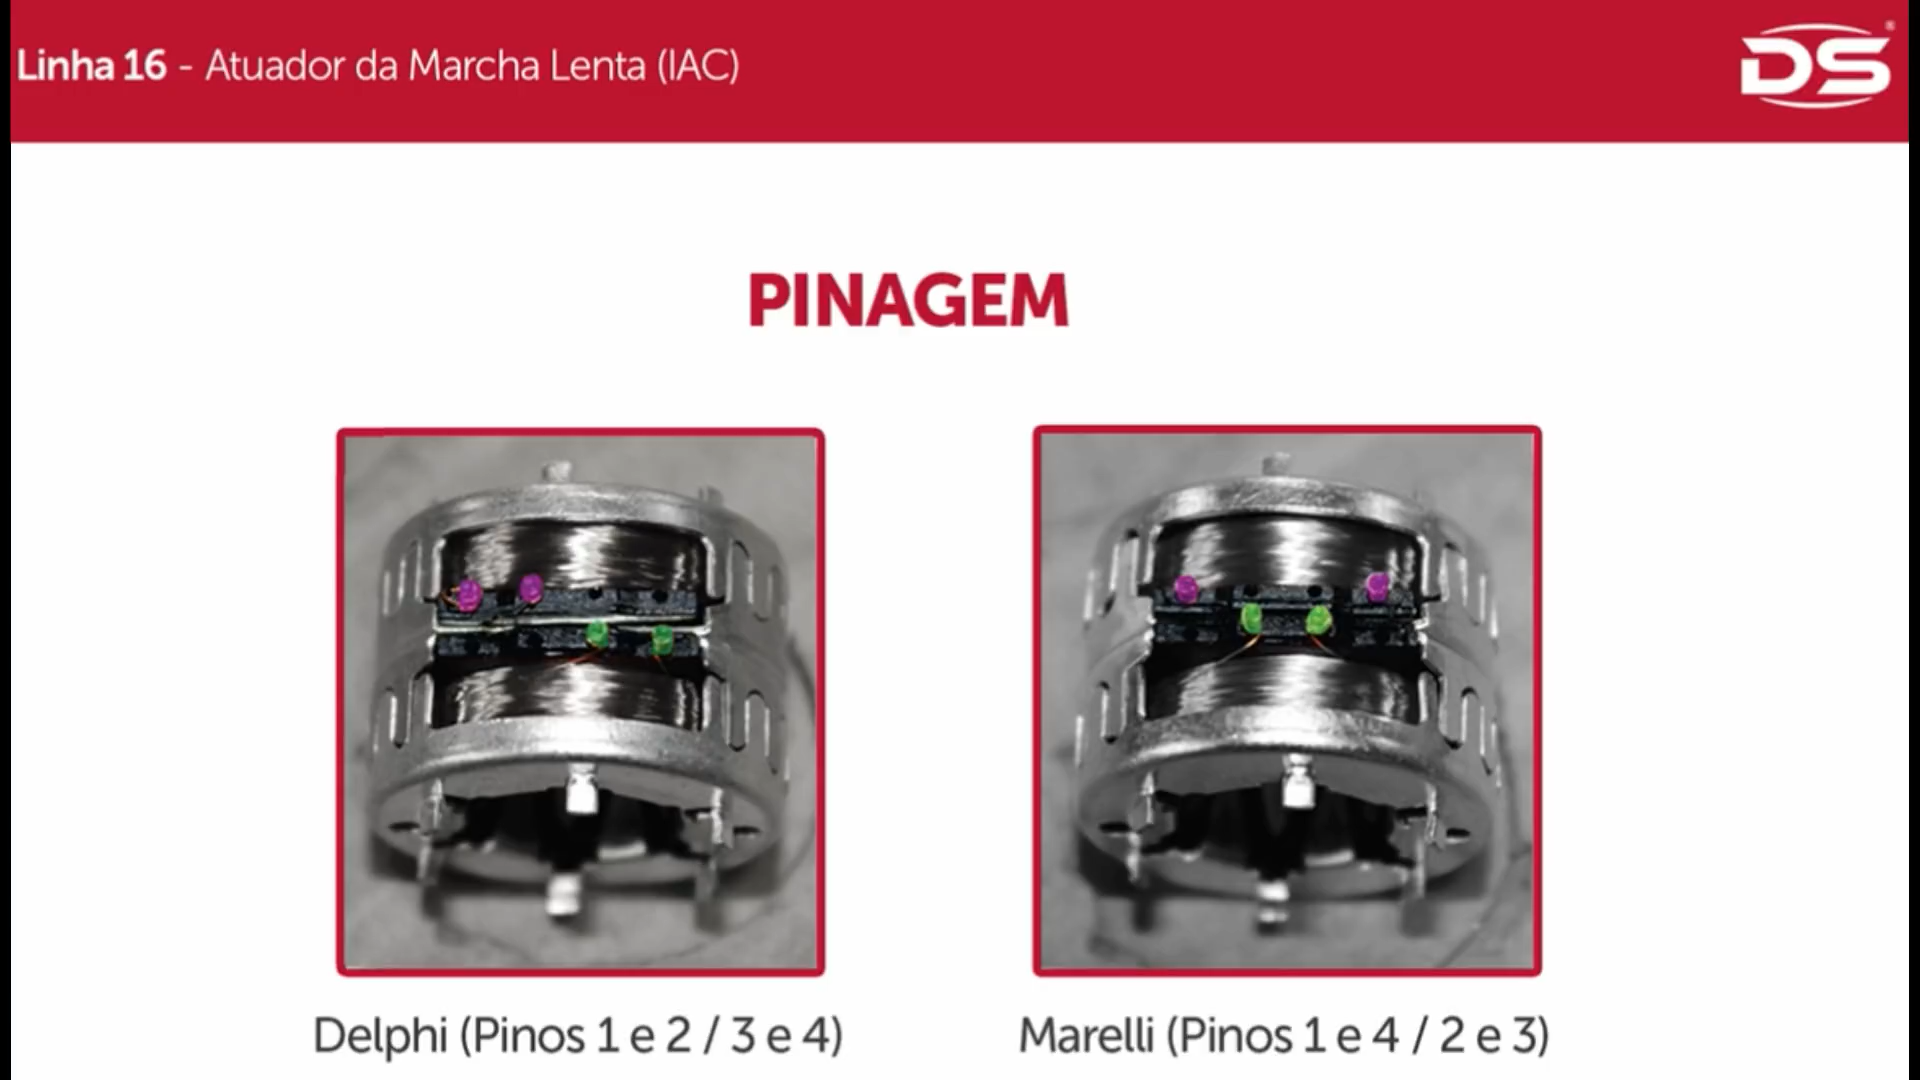 Linha 16 - Atuador da Marcha Lenta (IAC)
DS®
PINAGEM
Delphi (Pinos 1 e 2 / 3 e 4)
Marelli (Pinos 1 e 4 / 2 e 3)